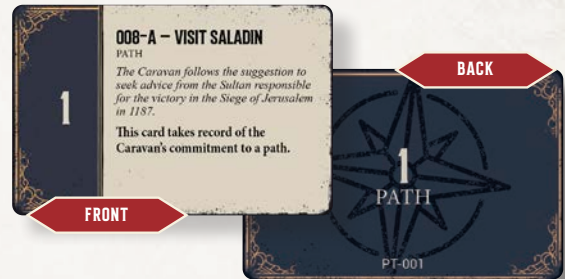 008-A – VISIT SALADIN
PATH
The Caravan follows the suggestion to
seek advice from the Sultan responsible
for the victory in the Siege of Jerusalem
in 1187.
This card takes record of the
Caravan's commitment to a path.
1
FRONT
BACK
1
PATH
PT-001